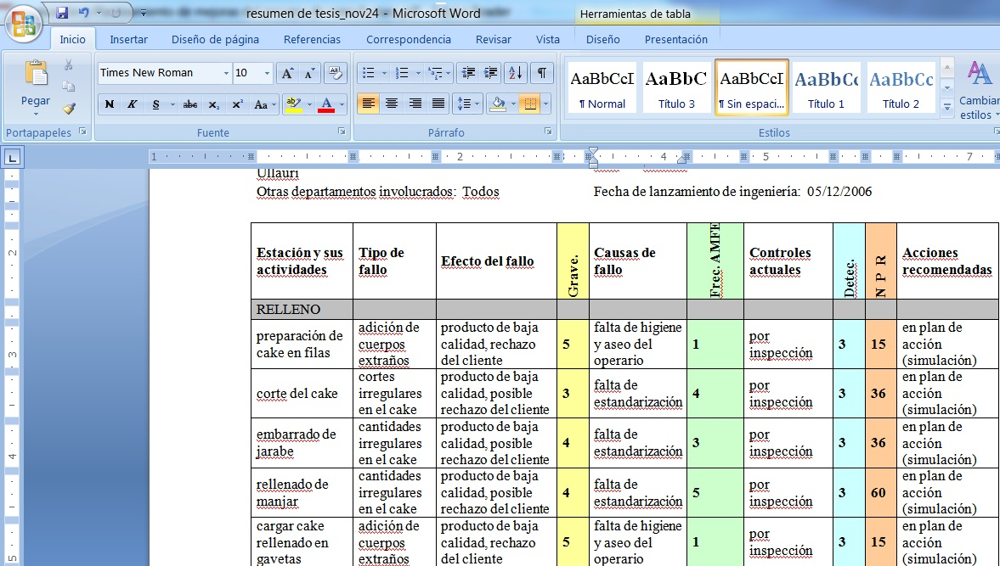 resumen de tesis_nov24 - Microsoft Word
Herramientas de tabla
Inicio Insertar Diseño de página Referencias Correspondencia Revisar Vista Diseño Presentación
Pegar
Portapapeles
Times New Roman 10
N K S abc x₂ x² Aa
Fuente
Párrafo
AaBbCcI AaBbC AaBbCcI AaBbCc AaBbCc
¶ Normal Título 3 ¶ Sin espaci... Título 1 Título 2
Cambiar
estilos
Estilos
1 2 4 5 7
2
3
4
5
Ullauri
Otras departamentos involucrados: Todos Fecha de lanzamiento de ingeniería: 05/12/2006
Estación y sus
actividades
Tipo de
fallo
Efecto del fallo
Grave.
Causas de
fallo
Frec. AMFE
Controles
actuales
Detec.
N P R
Acciones
recomendadas
RELLENO
preparación de
cake en filas
adición de
cuerpos
extraños
producto de baja
calidad, rechazo
del cliente
5
falta de higiene
y aseo del
operario
1
por
inspección
3
15
en plan de
acción
(simulación)
corte del cake
cortes
irregulares
en el cake
producto de baja
calidad, posible
rechazo del cliente
3
falta de
estandarización
4
por
inspección
3
36
en plan de
acción
(simulación)
embarrado de
jarabe
cantidades
irregulares
en el cake
producto de baja
calidad, posible
rechazo del cliente
4
falta de
estandarización
3
por
inspección
3
36
en plan de
acción
(simulación)
rellenado de
manjar
cantidades
irregulares
en el cake
producto de baja
calidad, posible
rechazo del cliente
4
falta de
estandarización
5
por
inspección
3
60
en plan de
acción
(simulación)
cargar cake
rellenado en
gavetas
adición de
cuerpos
extraños
producto de baja
calidad, rechazo
del cliente
5
falta de higiene
y aseo del
operario
1
por
inspección
3
15
en plan de
acción
(simulación)